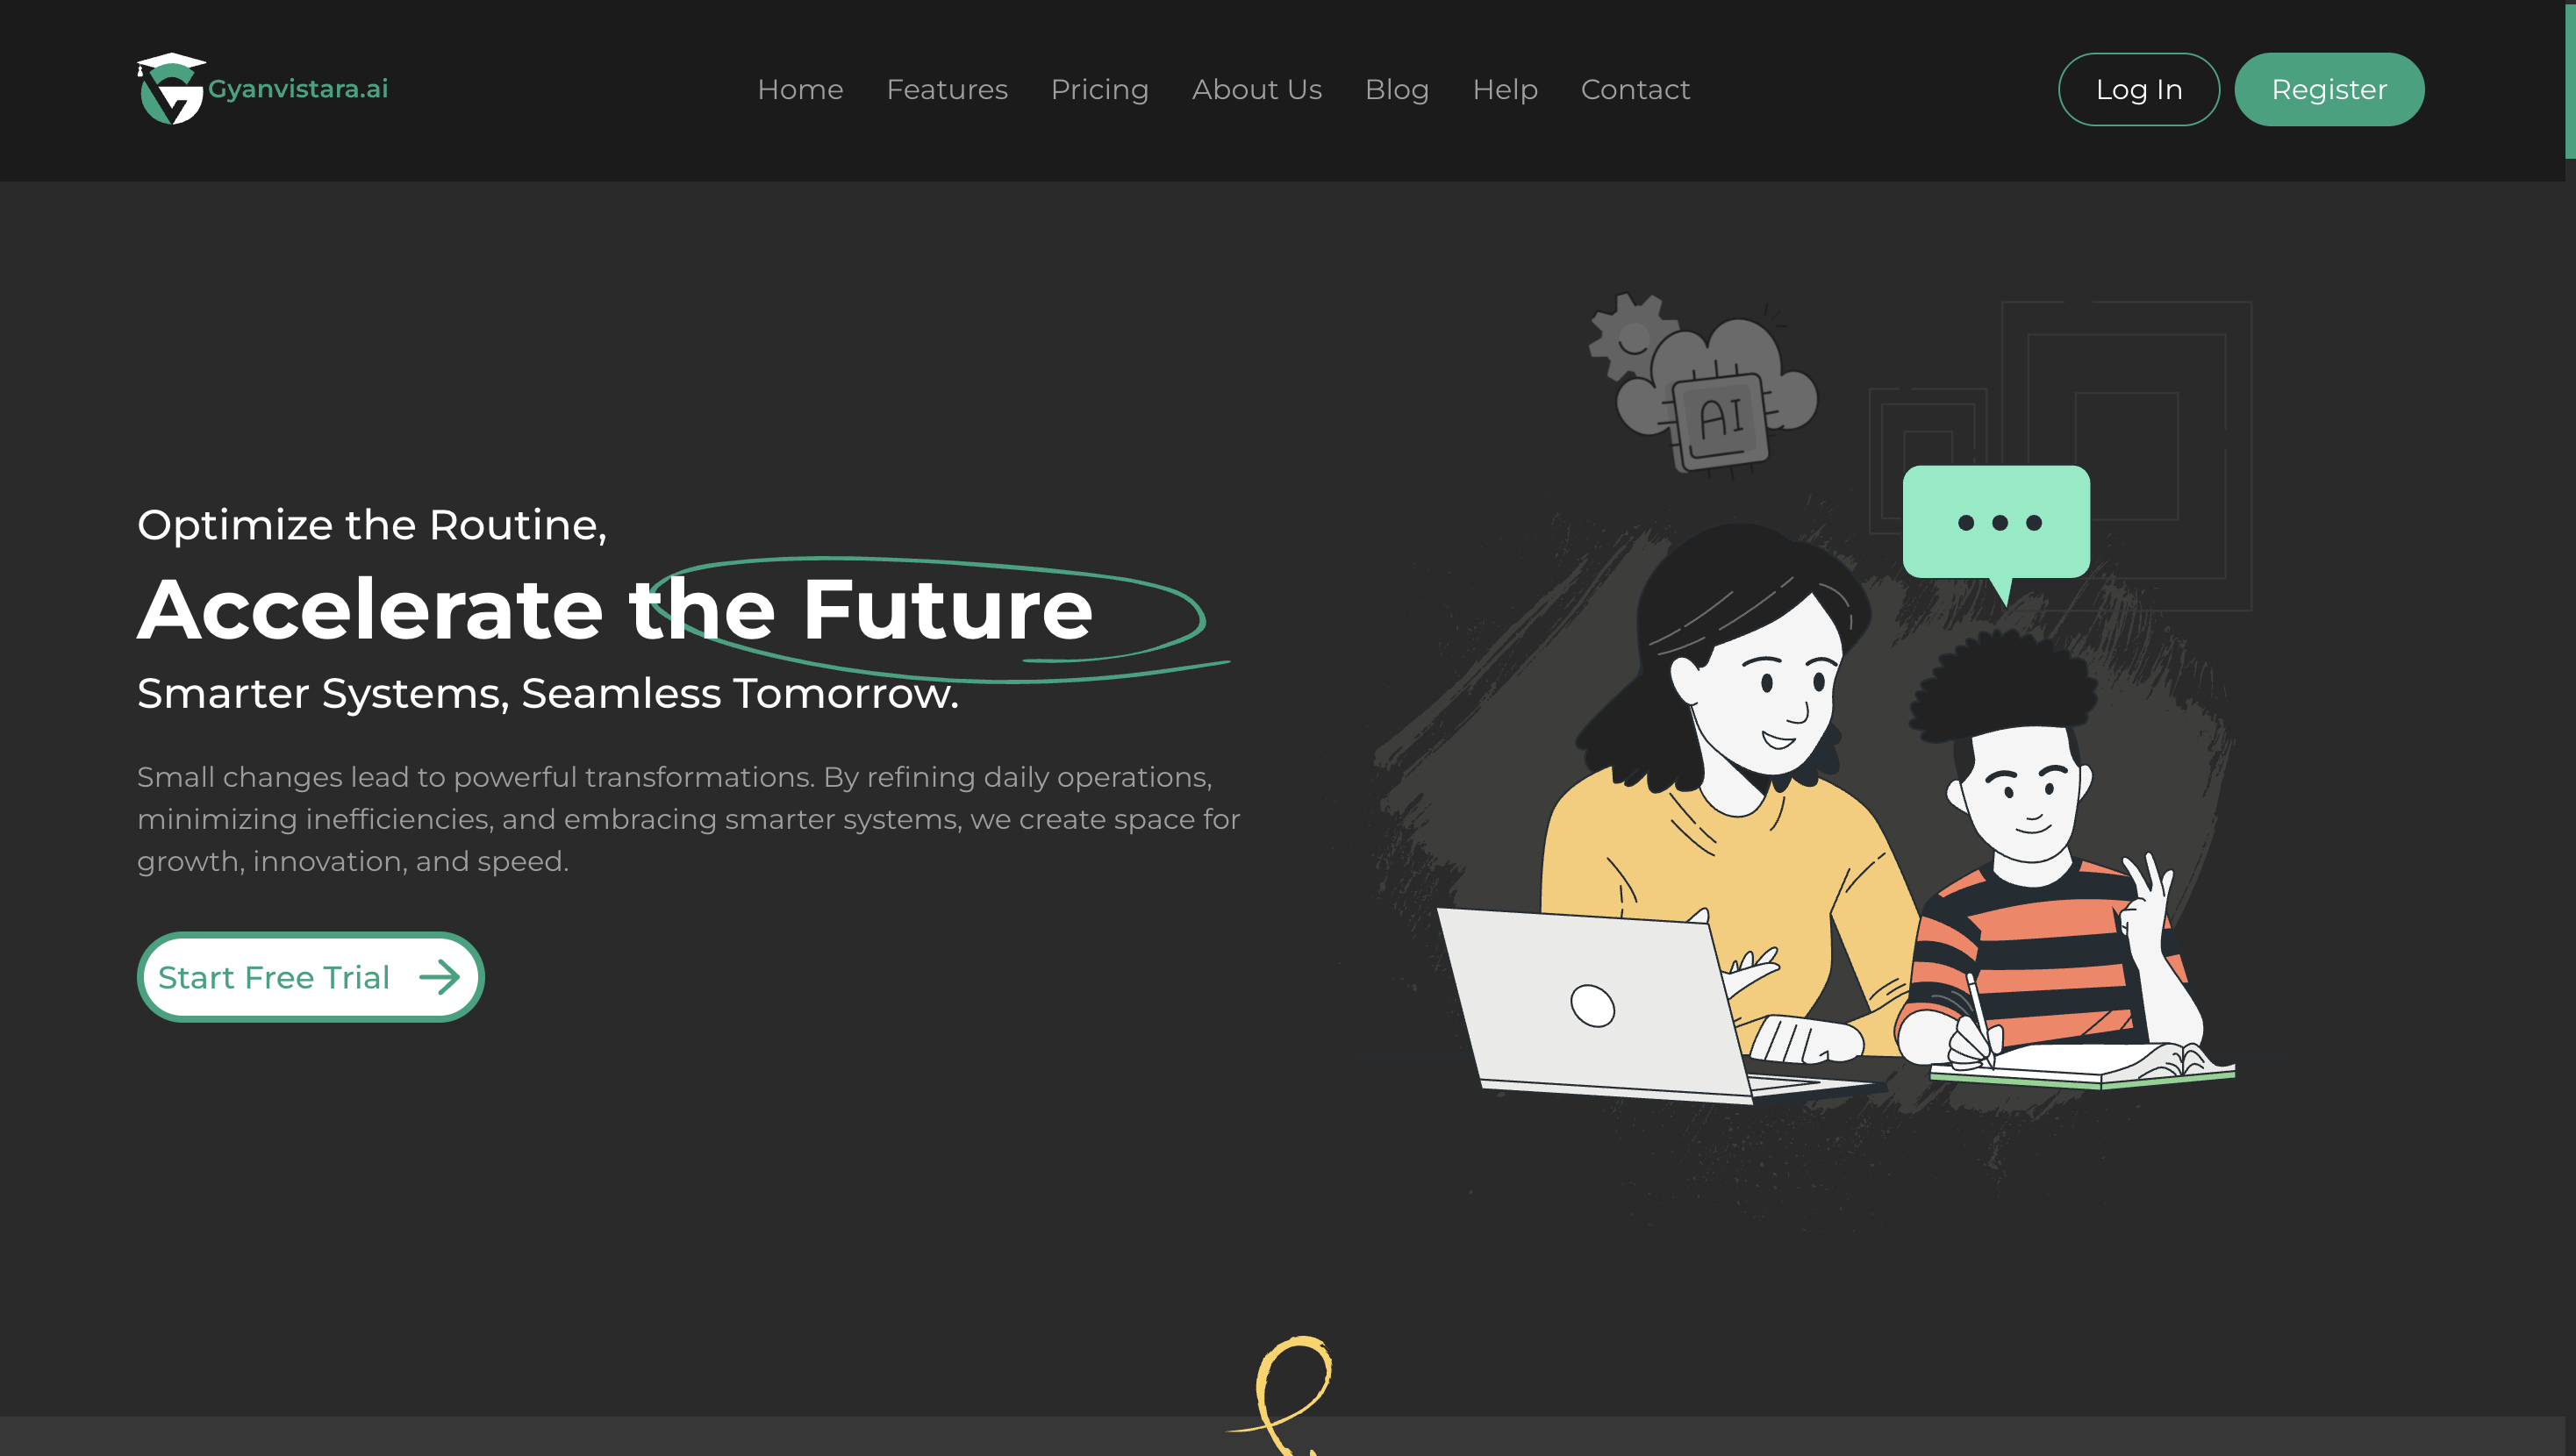 Gyanvistara.ai
Home Features Pricing About Us Blog Help Contact
Log In Register
AI
Optimize the Routine,
Accelerate the Future
Smarter Systems, Seamless Tomorrow.
Small changes lead to powerful transformations. By refining daily operations,
minimizing inefficiencies, and embracing smarter systems, we create space for
growth, innovation, and speed.
Start Free Trial